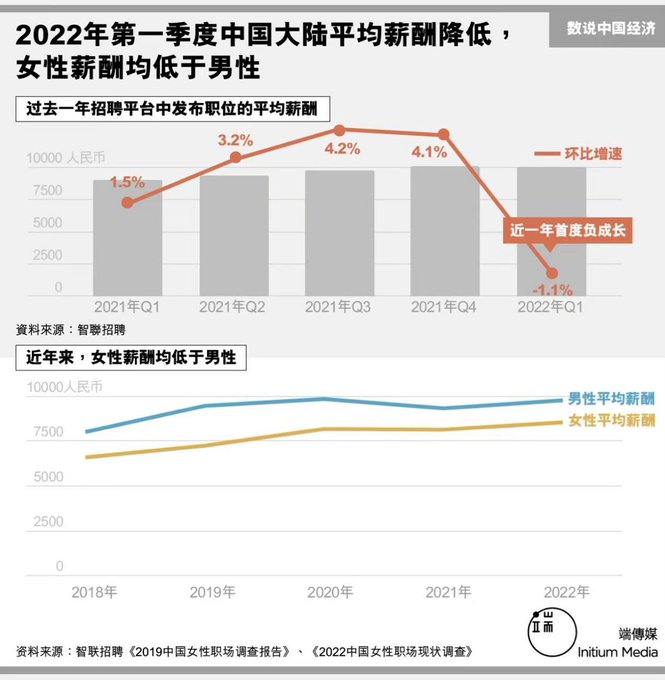 数说中国经济
2022年第一季度中国大陆平均薪酬降低，
女性薪酬均低于男性
过去一年招聘平台中发布职位的平均薪酬
10000 人民币
7500
5000
2500
0
1.5%
3.2%
4.2%
4.1%
-1.1%
环比增速
近一年首度负成长
2021年Q1
2021年Q2
2021年Q3
2021年Q4
2022年Q1
資料來源：智聯招聘
近年来，女性薪酬均低于男性
10000人民币
7500
5000
2500
0
男性平均薪酬
女性平均薪酬
2018年
2019年
2020年
2021年
2022年
资料来源：智联招聘《2019中国女性职场调查报告》、《2022中国女性职场现状调查》
端
端傳媒
Initium Media